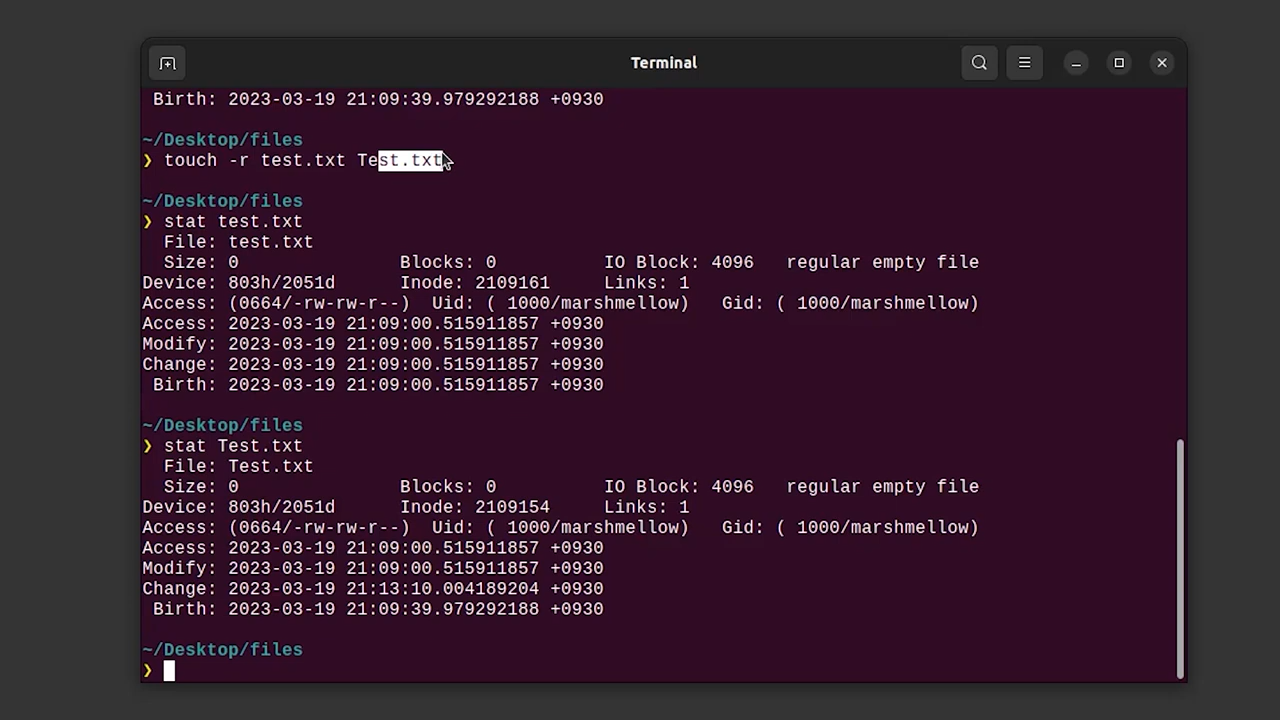 Terminal
Birth: 2023-03-19 21:09:39.979292188 +0930
~/Desktop/files
❯ touch -r test.txt Test.txt
~/Desktop/files
❯ stat test.txt
File: test.txt
Size: 0 Blocks: 0 IO Block: 4096 regular empty file
Device: 803h/2051d Inode: 2109161 Links: 1
Access: (0664/-rw-rw-r--) Uid: ( 1000/marshmellow) Gid: ( 1000/marshmellow)
Access: 2023-03-19 21:09:00.515911857 +0930
Modify: 2023-03-19 21:09:00.515911857 +0930
Change: 2023-03-19 21:09:00.515911857 +0930
Birth: 2023-03-19 21:09:00.515911857 +0930
~/Desktop/files
❯ stat Test.txt
File: Test.txt
Size: 0 Blocks: 0 IO Block: 4096 regular empty file
Device: 803h/2051d Inode: 2109154 Links: 1
Access: (0664/-rw-rw-r--) Uid: ( 1000/marshmellow) Gid: ( 1000/marshmellow)
Access: 2023-03-19 21:09:00.515911857 +0930
Modify: 2023-03-19 21:09:00.515911857 +0930
Change: 2023-03-19 21:13:10.004189204 +0930
Birth: 2023-03-19 21:09:39.979292188 +0930
~/Desktop/files
❯